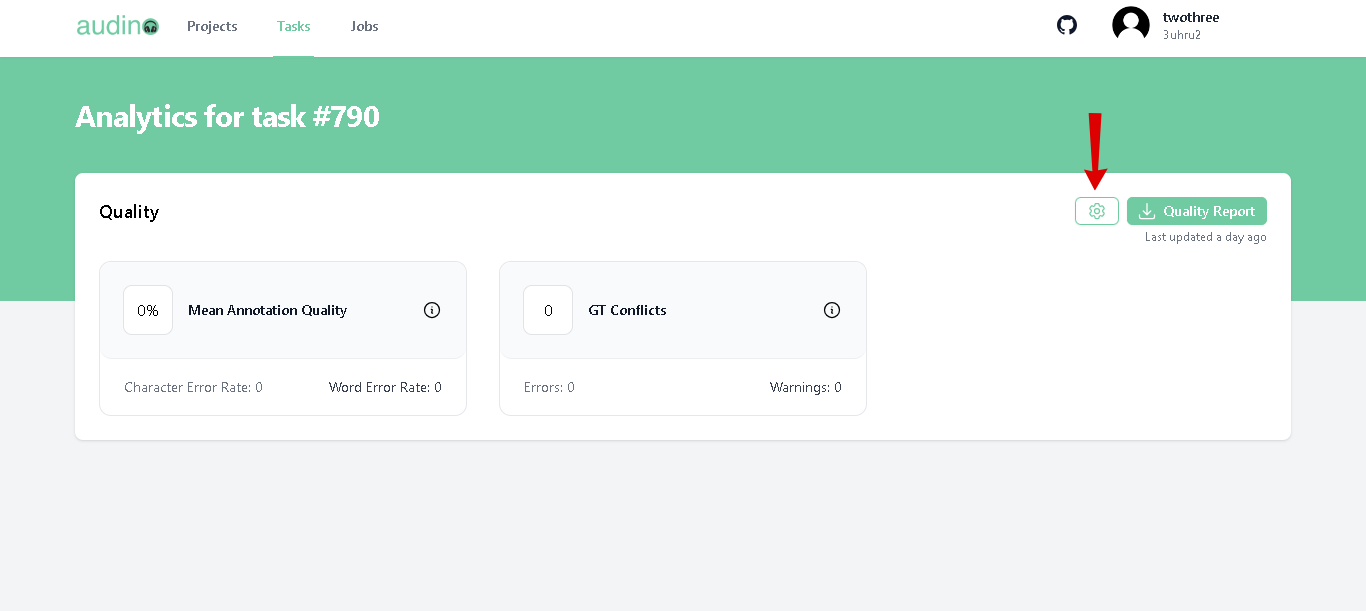 audino
Projects
Tasks
Jobs
twothree
3uhru2
Analytics for task #790
Quality
Quality Report
Last updated a day ago
0%
Mean Annotation Quality
Character Error Rate: 0
Word Error Rate: 0
0
GT Conflicts
Errors: 0
Warnings: 0